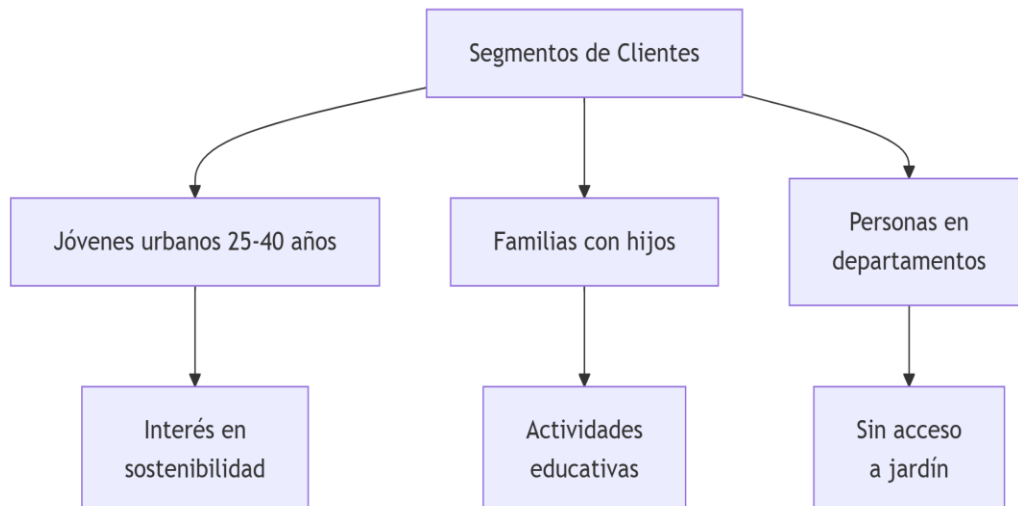 Segmentos de Clientes
Jóvenes urbanos 25-40 años
Familias con hijos
Personas en
departamentos
Interés en
sostenibilidad
Actividades
educativas
Sin acceso
a jardín